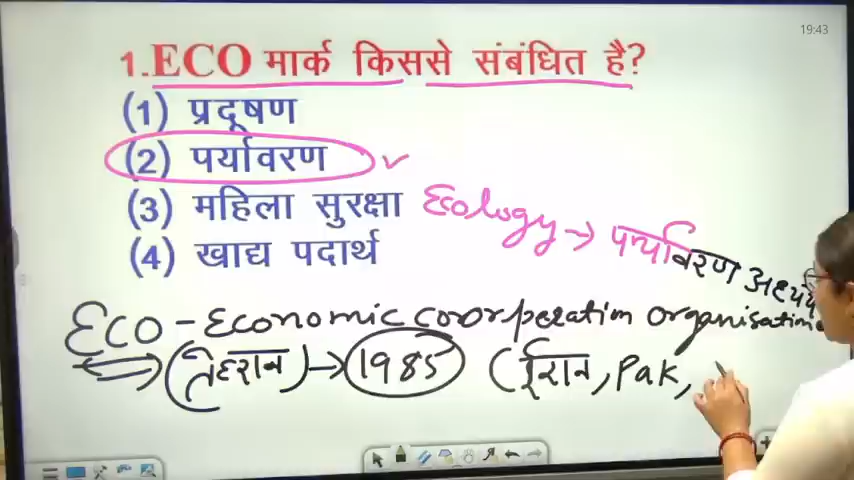 19:43
1.ECO मार्क किससे संबंधित है?
(1) प्रदूषण
(2) पर्यावरण
(3) महिला सुरक्षा
(4) खाद्य पदार्थ
Ecology → पर्यावरण
ECO - Economic coorperation organisation
(तेहरान) → 1985 (ईरान, Pak,